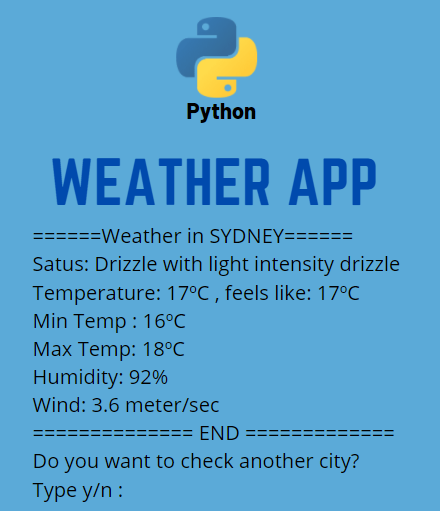 Python
WEATHER APP
======Weather in SYDNEY======
Satus: Drizzle with light intensity drizzle
Temperature: 17ºC , feels like: 17ºC
Min Temp : 16ºC
Max Temp: 18ºC
Humidity: 92%
Wind: 3.6 meter/sec
============== END =============
Do you want to check another city?
Type y/n :